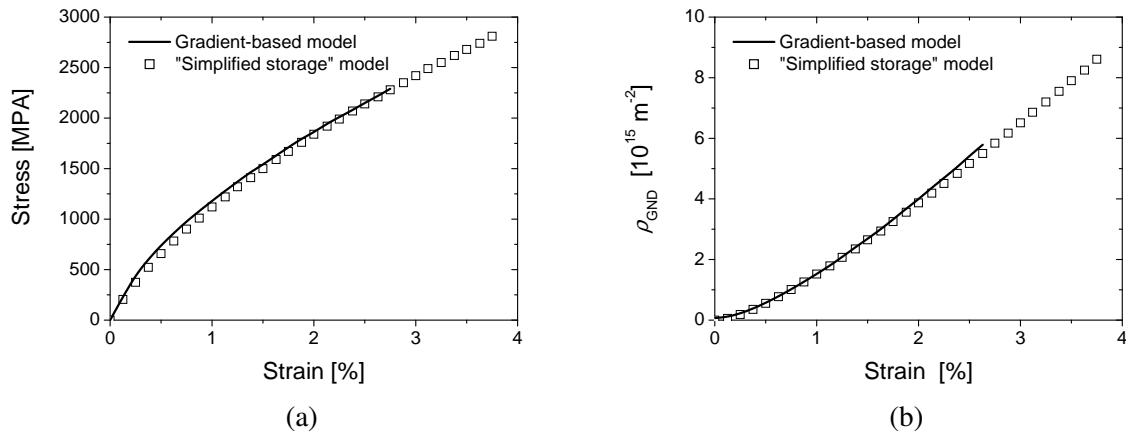 3000
2500
2000
1500
1000
500
0
Stress [MPA]
Gradient-based model
"Simplified storage" model
0 1 2 3 4
Strain [%]
(a)
10
8
6
4
2
0
ρGND [10^15 m^-2]
Gradient-based model
"Simplified storage" model
0 1 2 3 4
Strain [%]
(b)